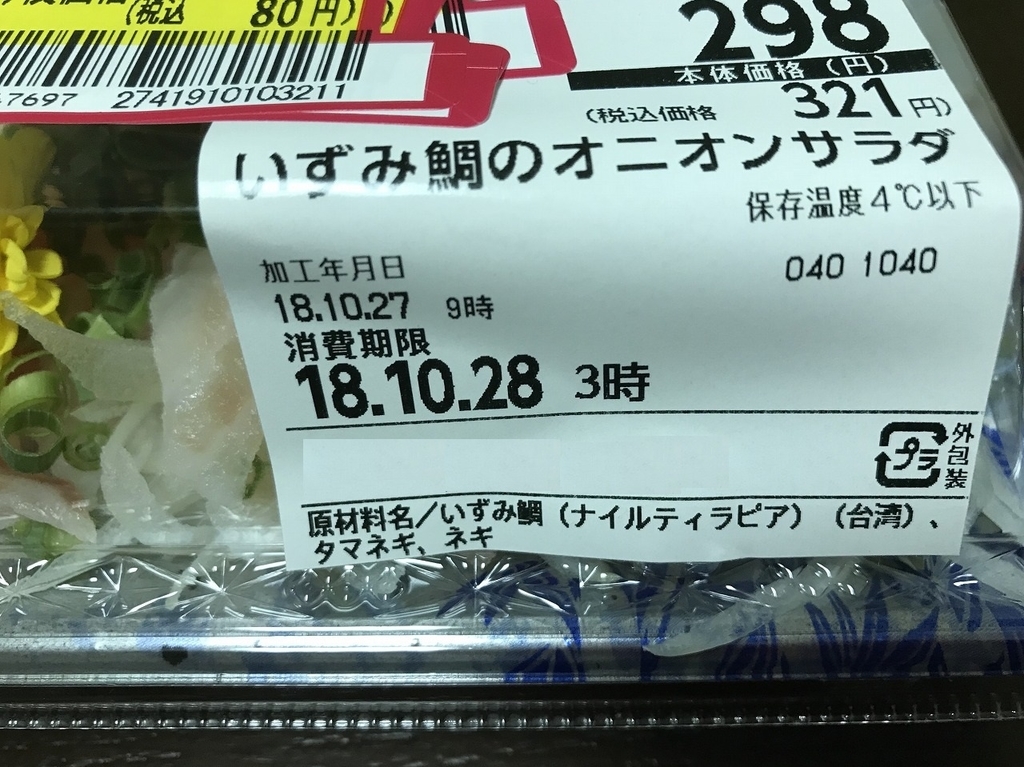 (税込 80円)
7697 2741910103211
298
本体価格(円)
(税込価格 321円)
いずみ鯛のオニオンサラダ
保存温度4℃以下
加工年月日 040 1040
18.10.27 9時
消費期限
18.10.28 3時
プラ 外包装
原材料名/いずみ鯛(ナイルティラピア)(台湾)、
タマネギ、ネギ